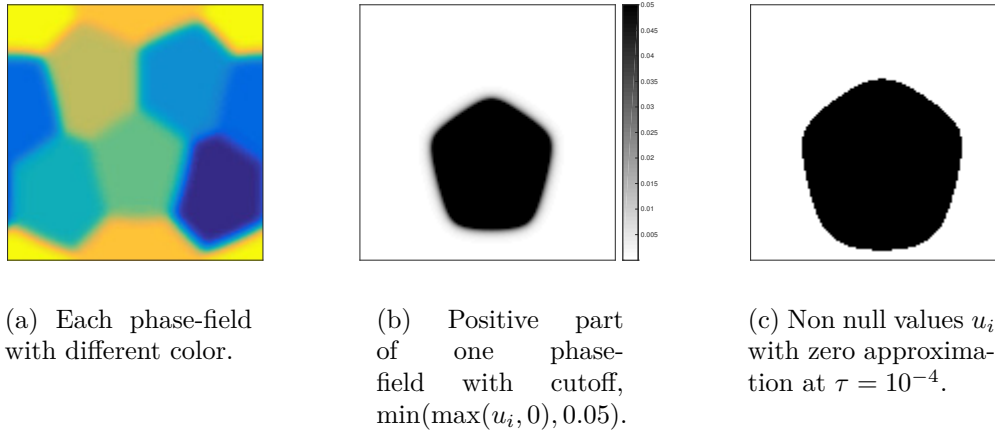 0.05
0.045
0.04
0.035
0.03
0.025
0.02
0.015
0.01
0.005
(a) Each phase-field
with different color.
(b) Positive part
of one phase-
field with cutoff,
min(max(u_i, 0), 0.05).
(c) Non null values u_i
with zero approxima-
tion at τ = 10⁻⁴.